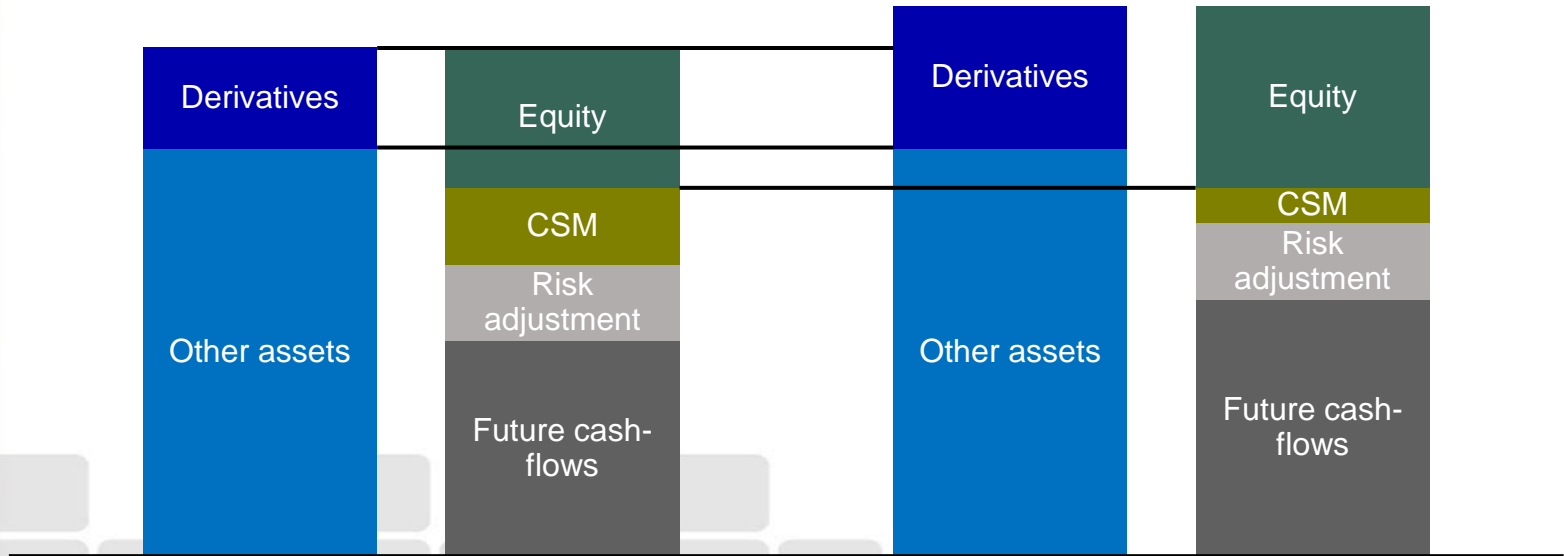 Derivatives
Other assets
Equity
CSM
Risk
adjustment
Future cash-
flows
Derivatives
Other assets
Equity
CSM
Risk
adjustment
Future cash-
flows